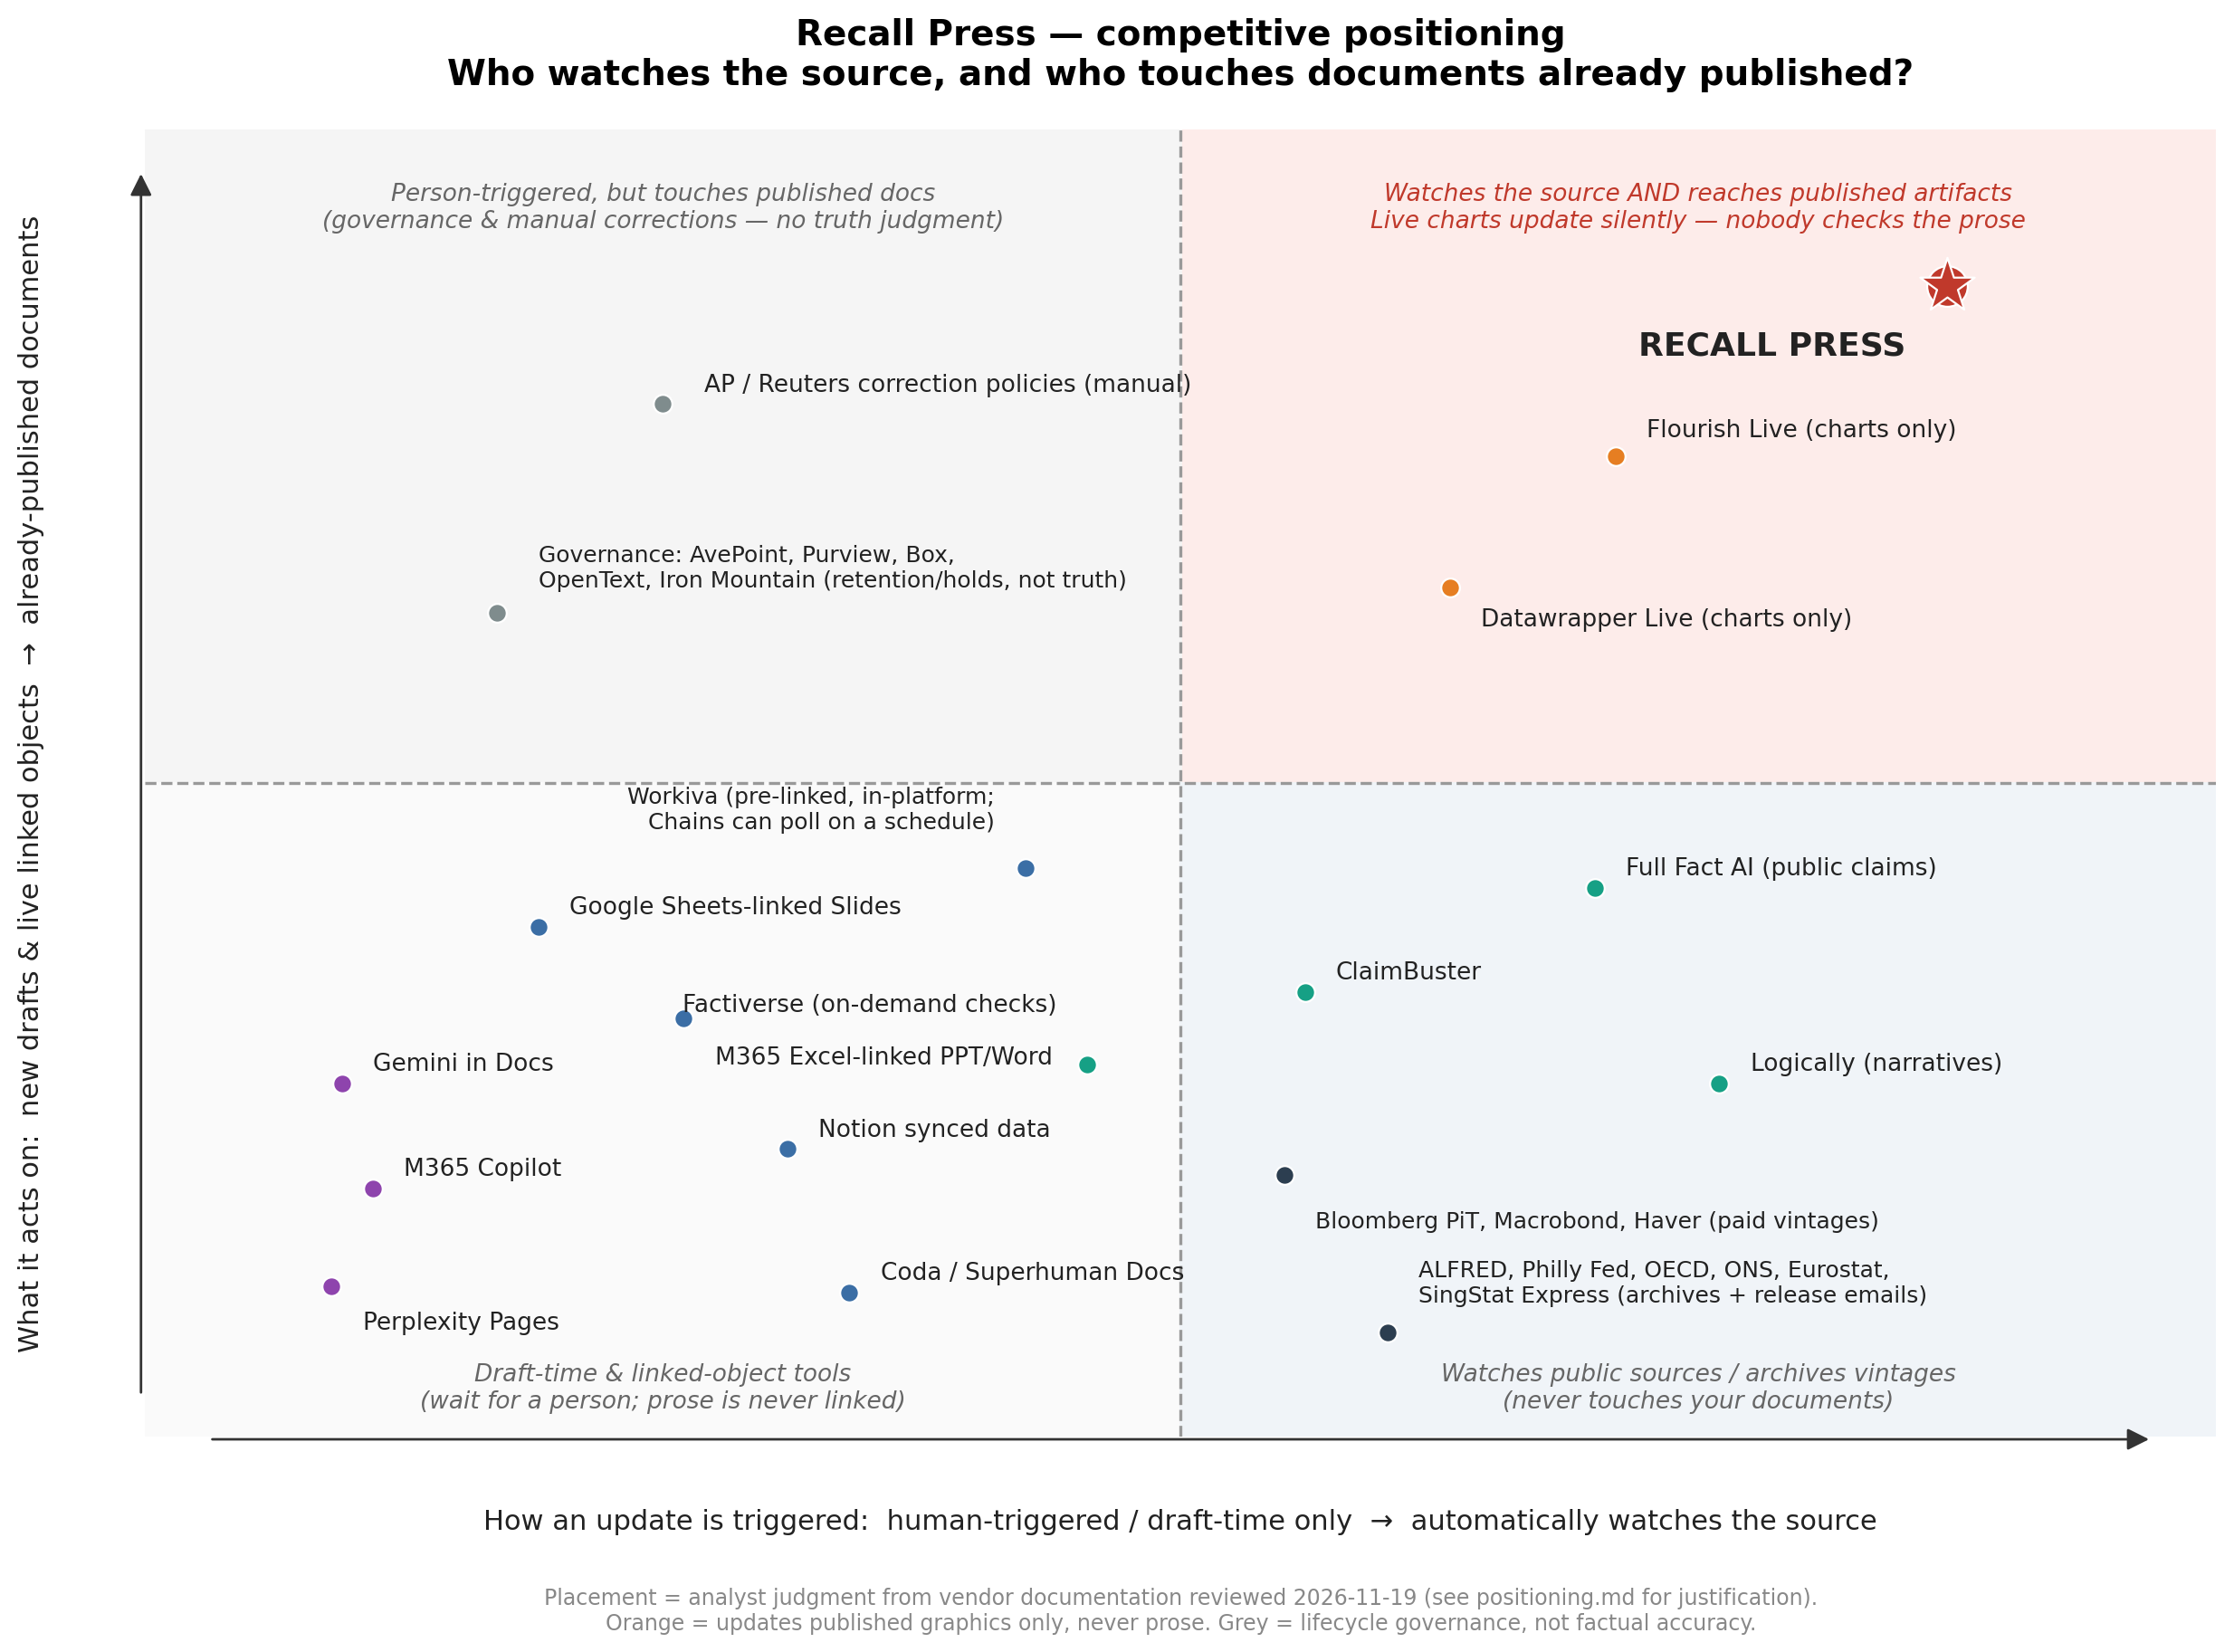 Recall Press — competitive positioning
Who watches the source, and who touches documents already published?
What it acts on:  new drafts & live linked objects  →  already-published documents
Person-triggered, but touches published docs
(governance & manual corrections — no truth judgment)
Watches the source AND reaches published artifacts
Live charts update silently — nobody checks the prose
RECALL PRESS
AP / Reuters correction policies (manual)
Flourish Live (charts only)
Governance: AvePoint, Purview, Box,
OpenText, Iron Mountain (retention/holds, not truth)
Datawrapper Live (charts only)
Workiva (pre-linked, in-platform;
Chains can poll on a schedule)
Google Sheets-linked Slides
Full Fact AI (public claims)
ClaimBuster
Factiverse (on-demand checks)
M365 Excel-linked PPT/Word
Gemini in Docs
Logically (narratives)
Notion synced data
M365 Copilot
Bloomberg PiT, Macrobond, Haver (paid vintages)
Coda / Superhuman Docs
ALFRED, Philly Fed, OECD, ONS, Eurostat,
SingStat Express (archives + release emails)
Perplexity Pages
Draft-time & linked-object tools
(wait for a person; prose is never linked)
Watches public sources / archives vintages
(never touches your documents)
How an update is triggered:  human-triggered / draft-time only  →  automatically watches the source
Placement = analyst judgment from vendor documentation reviewed 2026-11-19 (see positioning.md for justification).
Orange = updates published graphics only, never prose. Grey = lifecycle governance, not factual accuracy.